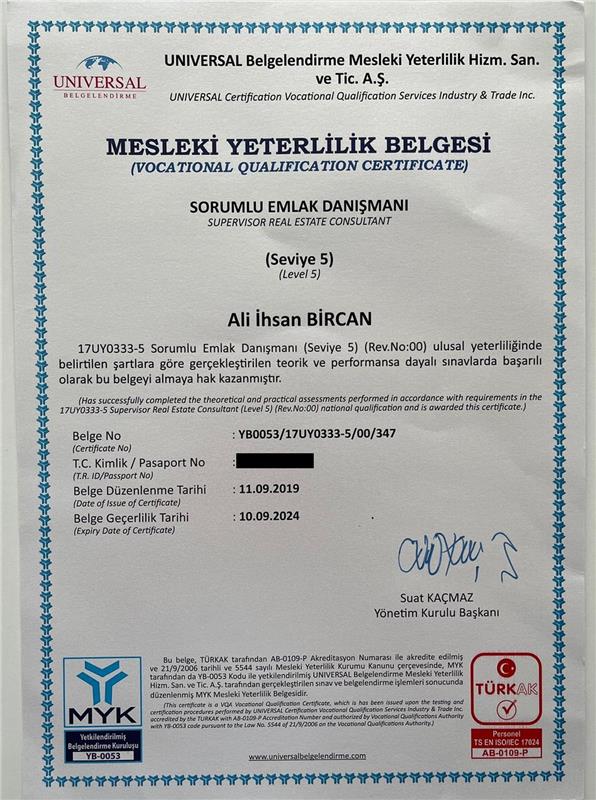 UNIVERSAL
BELGELENDİRME
UNIVERSAL Belgelendirme Mesleki Yeterlilik Hizm. San.
ve Tic. A.Ş.
UNIVERSAL Certification Vocational Qualification Services Industry & Trade Inc.
MESLEKİ YETERLİLİK BELGESİ
(VOCATIONAL QUALIFICATION CERTIFICATE)
SORUMLU EMLAK DANIŞMANI
SUPERVISOR REAL ESTATE CONSULTANT
(Seviye 5)
(Level 5)
Ali İhsan BİRCAN
17UY0333-5 Sorumlu Emlak Danışmanı (Seviye 5) (Rev.No:00) ulusal yeterliliğinde
belirtilen şartlara göre gerçekleştirilen teorik ve performansa dayalı sınavlarda başarılı
olarak bu belgeyi almaya hak kazanmıştır.
(Has successfully completed the theoretical and practical assessments performed in accordance with requirements in the
17UY0333-5 Supervisor Real Estate Consultant (Level 5) (Rev.No:00) national qualification and is awarded this certificate.)
Belge No : YB0053/17UY0333-5/00/347
(Certificate No)
T.C. Kimlik / Pasaport No :
(T.R. ID/Passport No)
Belge Düzenlenme Tarihi : 11.09.2019
(Date of Issue of Certificate)
Belge Geçerlilik Tarihi : 10.09.2024
(Expiry Date of Certificate)
Suat KAÇMAZ
Yönetim Kurulu Başkanı
Bu belge, TÜRKAK tarafından AB-0109-P Akreditasyon Numarası ile akredite edilmiş
ve 21/9/2006 tarihli ve 5544 sayılı Mesleki Yeterlilik Kurumu Kanunu çerçevesinde, MYK
tarafından da YB-0053 Kodu ile yetkilendirilmiş UNIVERSAL Belgelendirme Mesleki Yeterlilik
Hizm. San. ve Tic. A.Ş. tarafından gerçekleştirilen sınav ve belgelendirme işlemleri sonucunda
düzenlenmiş MYK Mesleki Yeterlilik Belgesidir.
(This certificate is a VQA Vocational Qualification Certificate, which has been issued upon the testing and
certification procedures performed by UNIVERSAL Certification Vocational Qualification Services Industry & Trade Inc.
accredited by the TURKAK with AB-0109-P Accreditation Number and authorized by Vocational Qualifications Authority
with YB-0053 code pursuant to the Law No. 5544 of 21/9/2006 on the Vocational Qualifications Authority.)
www.universalbelgelendirme.com
MYK
Yetkilendirilmiş
Belgelendirme Kuruluşu
YB-0053
TÜRKAK
Personel
TS EN ISO/IEC 17024
AB-0109-P